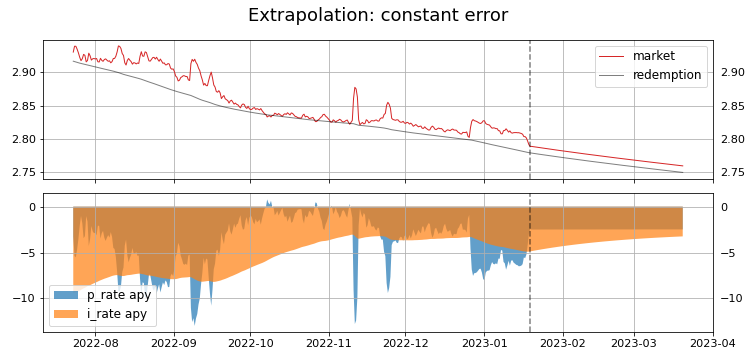 Extrapolation: constant error
market
redemption
2.90 2.90
2.85 2.85
2.80 2.80
2.75 2.75
0 0
−5 −5
−10 −10
p_rate apy
i_rate apy
2022-08 2022-09 2022-10 2022-11 2022-12 2023-01 2023-02 2023-03 2023-04